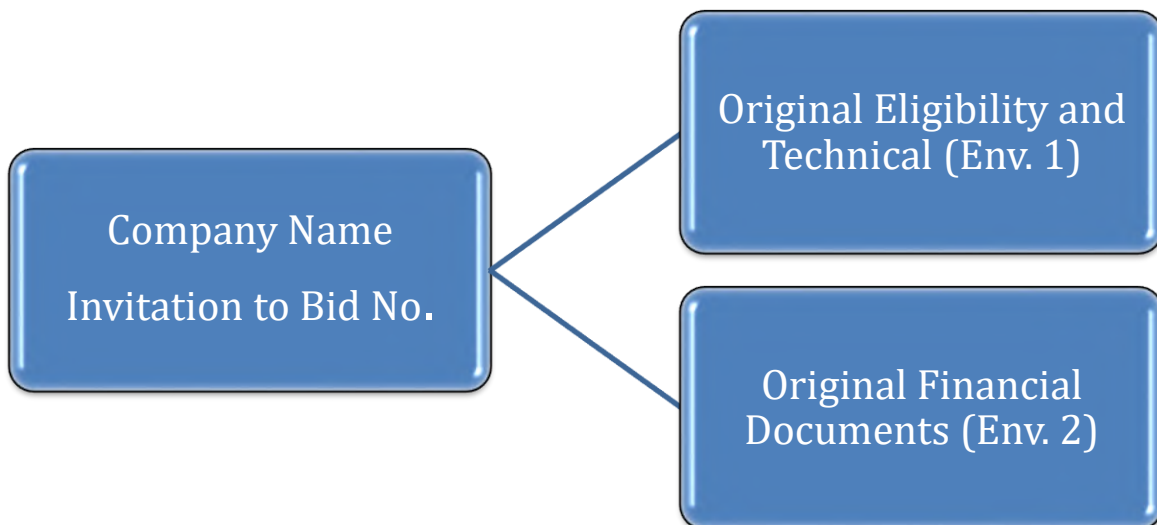 Company Name
Invitation to Bid No.
Original Eligibility and
Technical (Env. 1)
Original Financial
Documents (Env. 2)